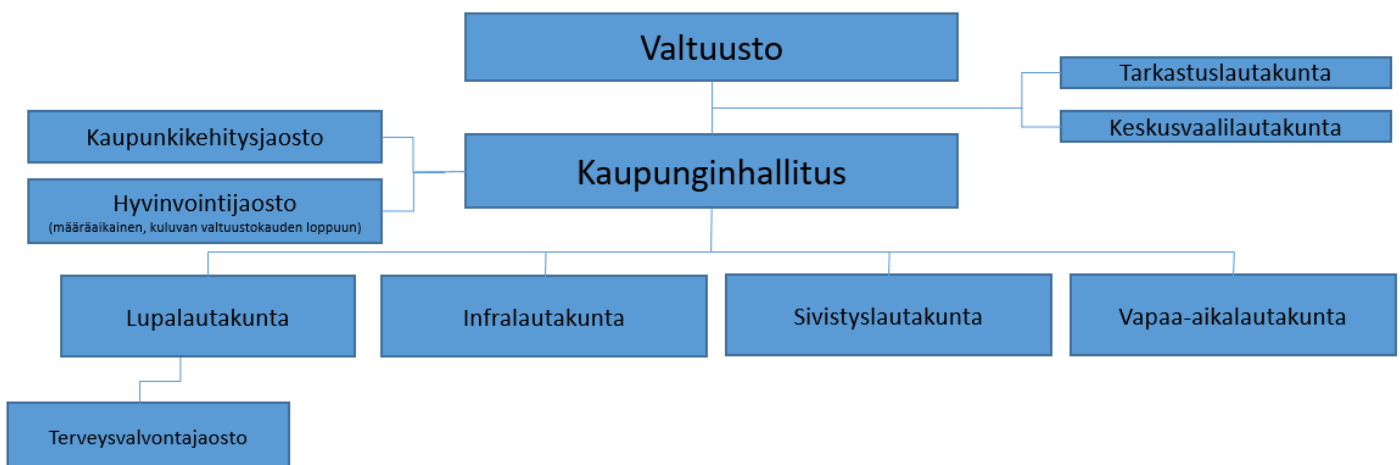 Valtuusto
Tarkastuslautakunta
Keskusvaalilautakunta
Kaupunkikehitysjaosto
Kaupunginhallitus
Hyvinvointijaosto
(määräaikainen, kuluvan valtuustokauden loppuun)
Lupalautakunta
Infralautakunta
Sivistyslautakunta
Vapaa-aikalautakunta
Terveysvalvontajaosto